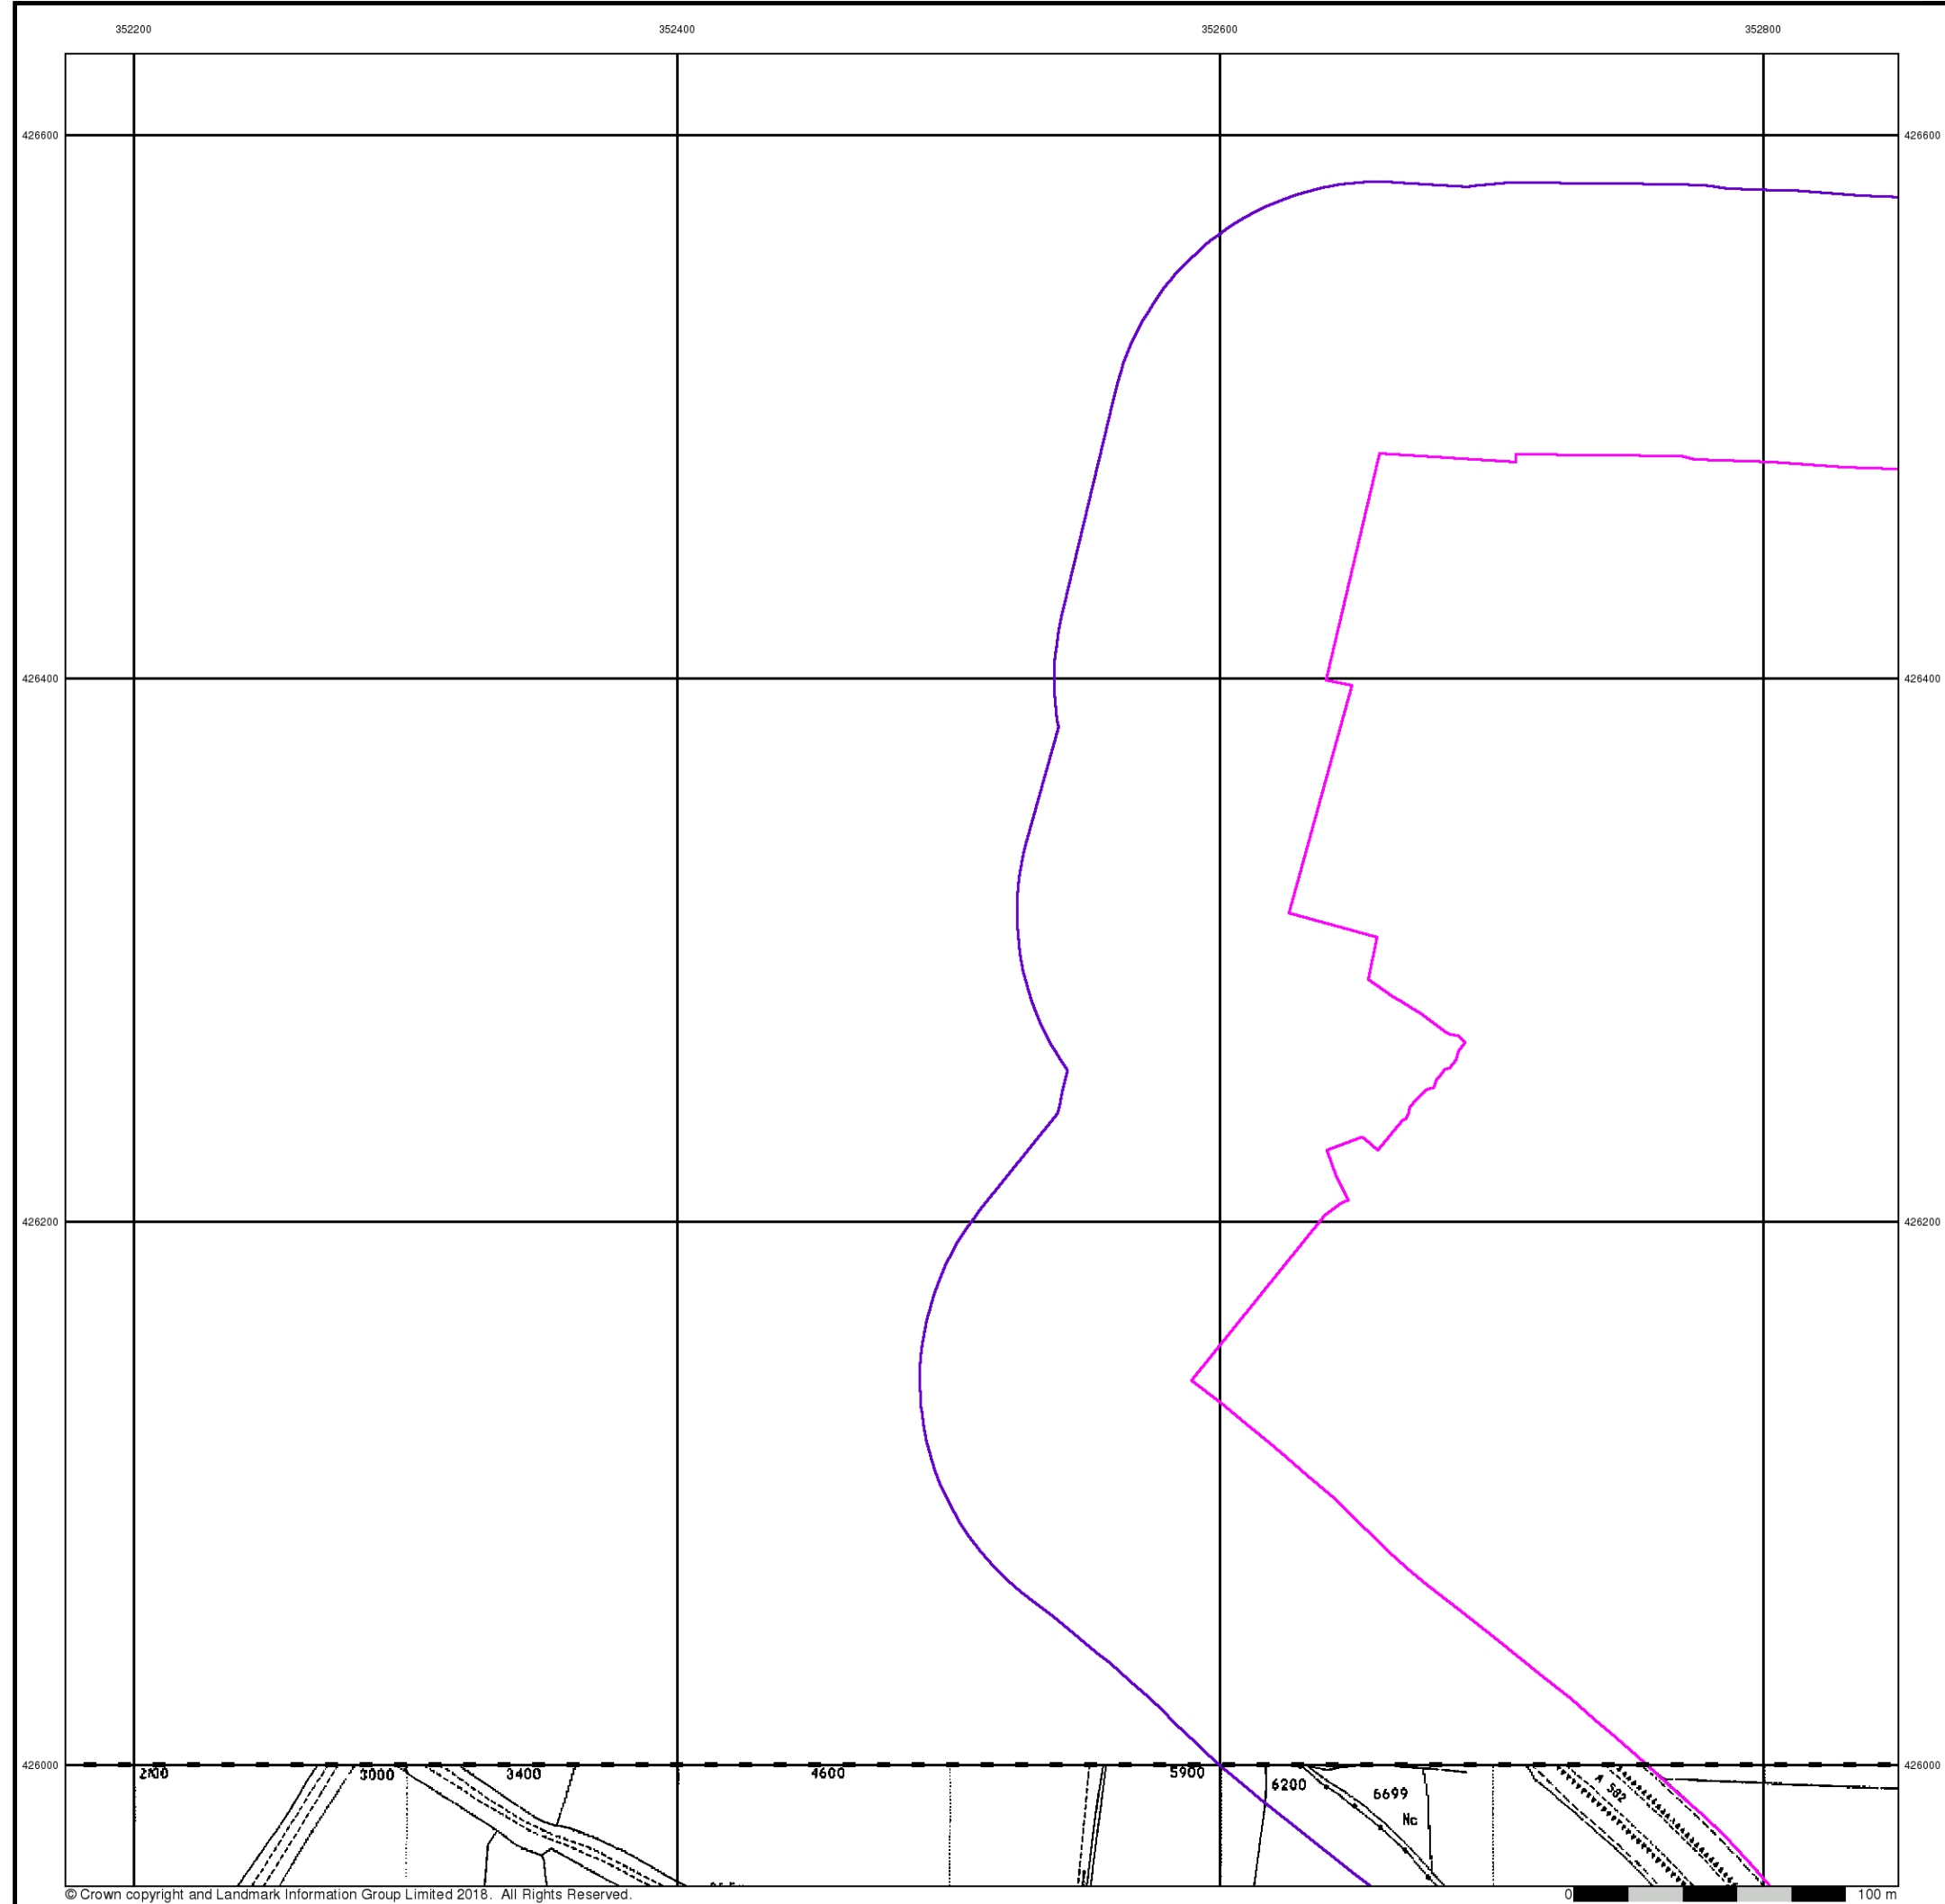 352200 352400 352600 352800
426600 426600
426400 426400
426200 426200
426000 426000
3000 3400 4600 5900
6200 6699 A 582
Nc
© Crown copyright and Landmark Information Group Limited 2018. All Rights Reserved. 0 100 m